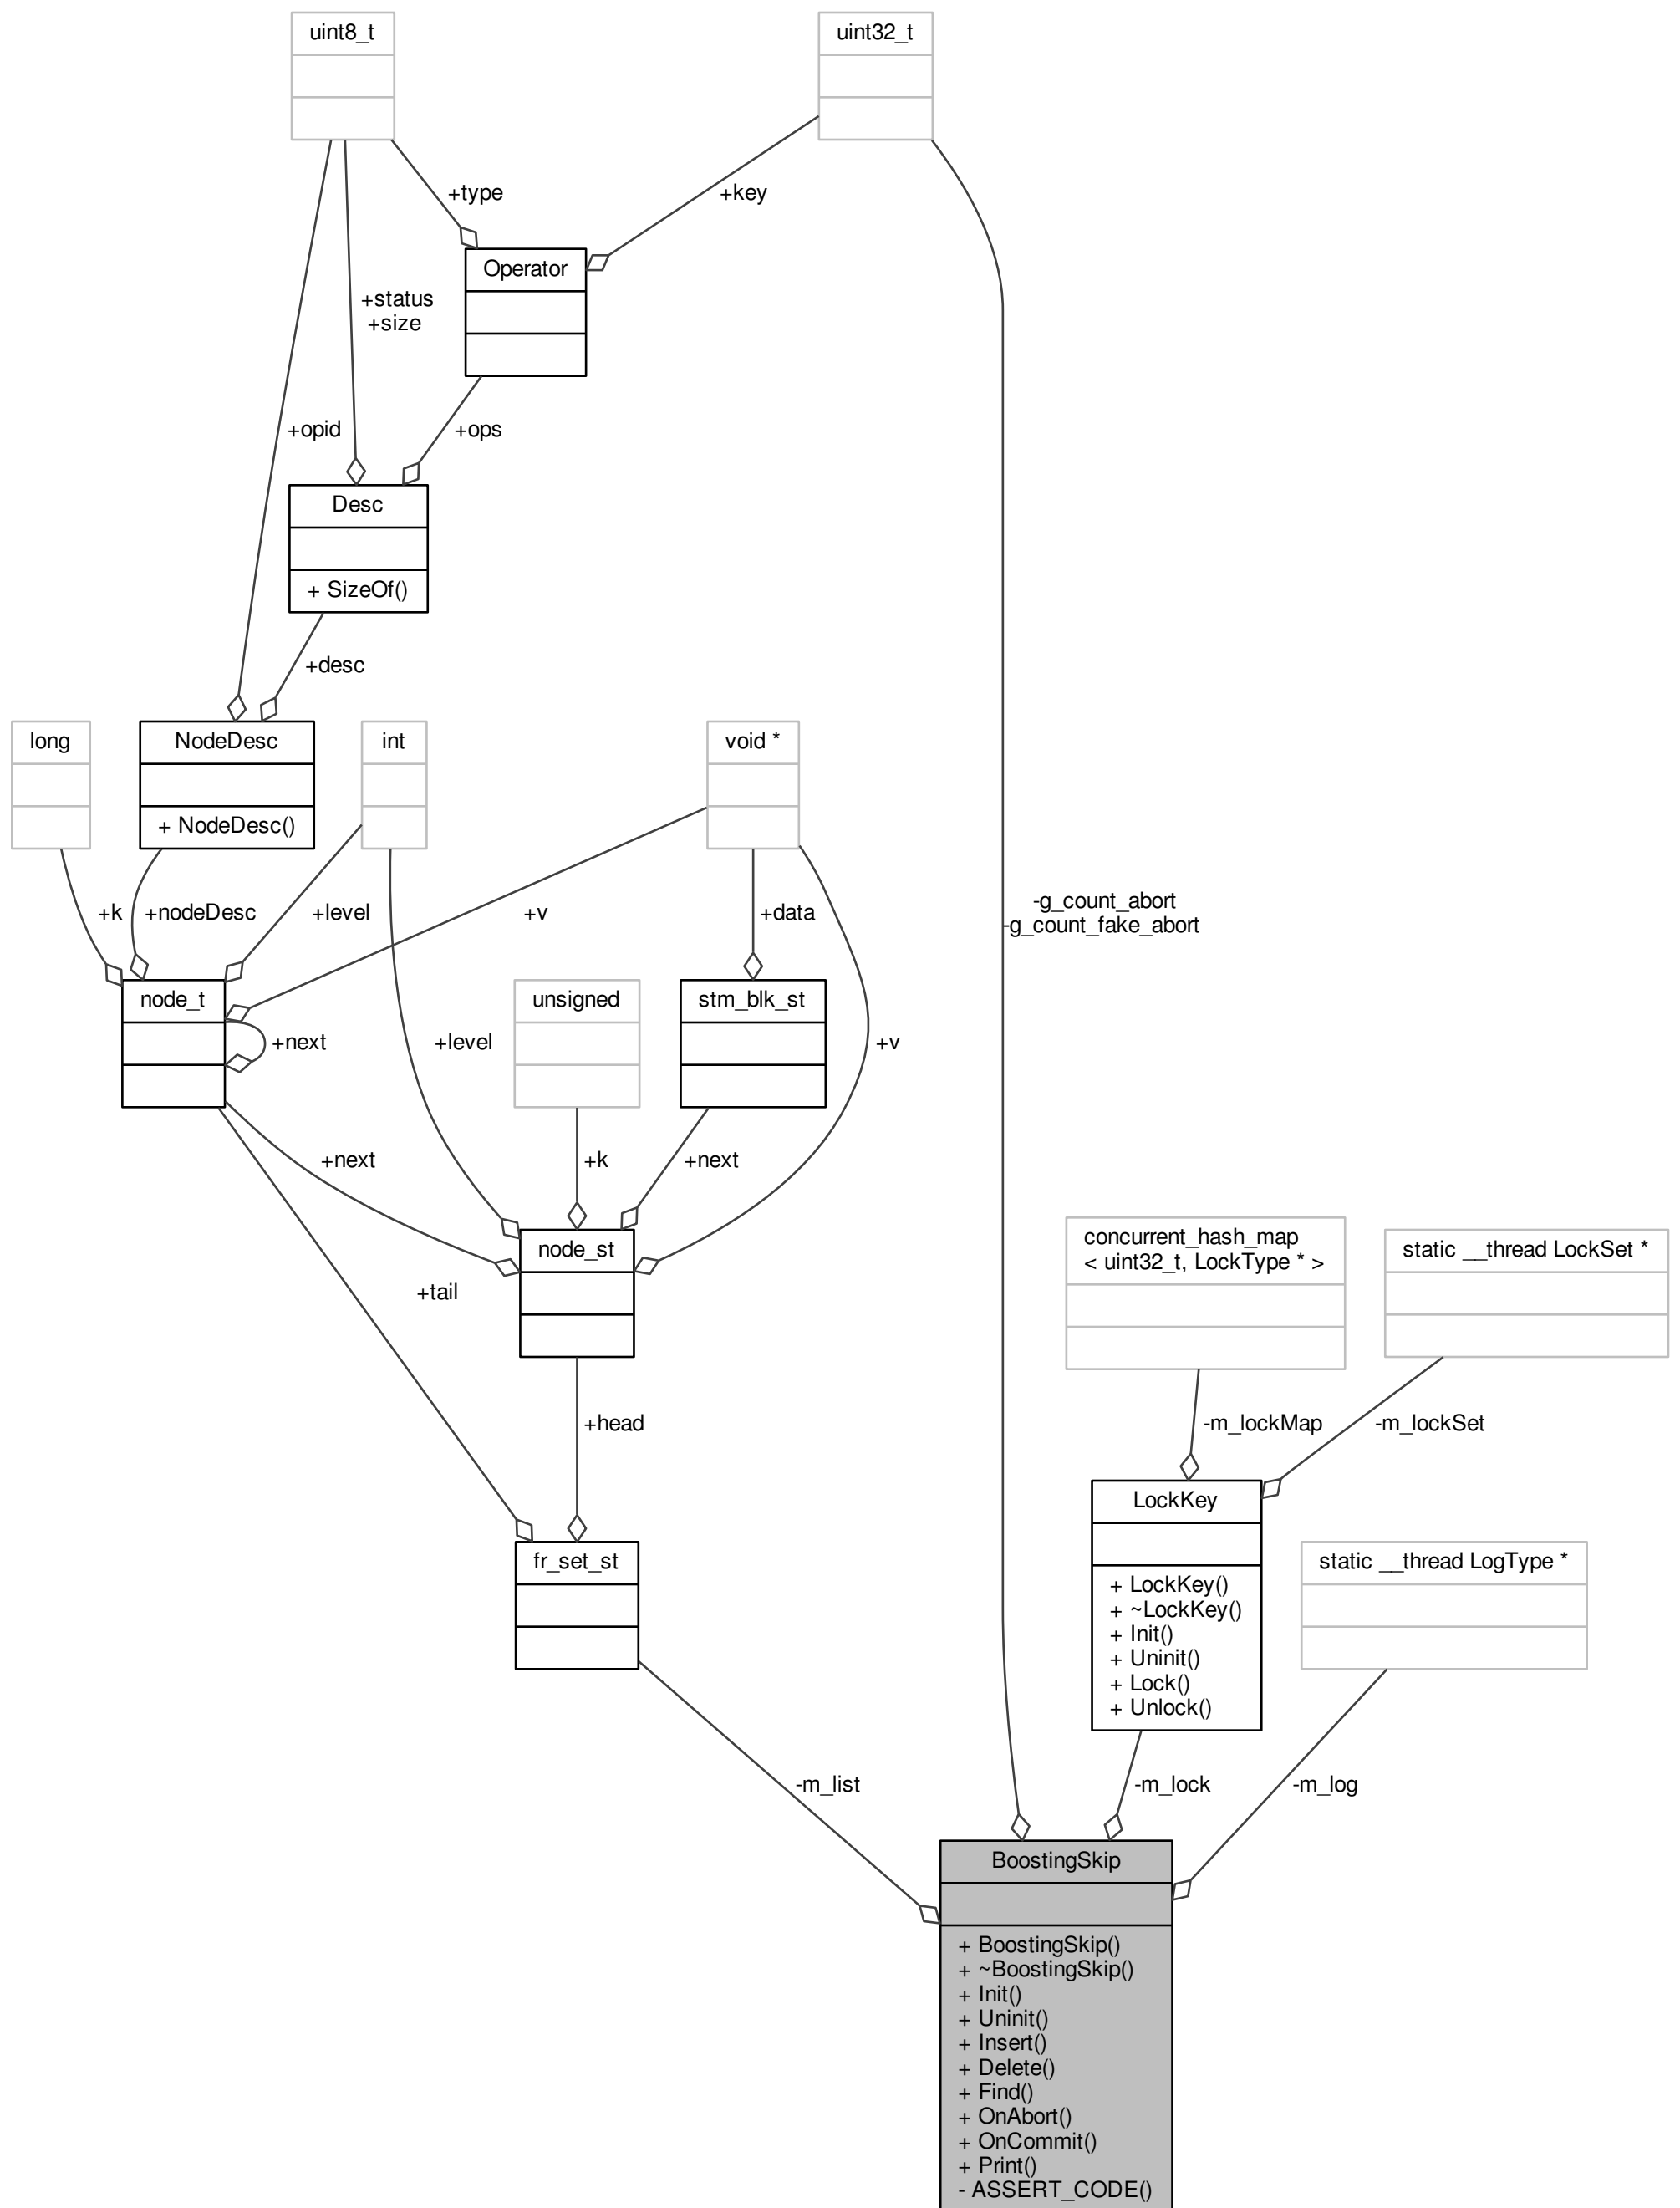 uint8_t
uint32_t
+type
+key
Operator
+status
+size
+opid
+ops
Desc
+ SizeOf()
+desc
long
NodeDesc
int
void *
+ NodeDesc()
-g_count_abort
-g_count_fake_abort
+k
+nodeDesc
+level
+v
+data
node_t
unsigned
stm_blk_st
+next
+level
+v
+next
+k
+next
node_st
concurrent_hash_map
< uint32_t, LockType * >
static __thread LockSet *
+tail
+head
-m_lockMap
-m_lockSet
LockKey
fr_set_st
static __thread LogType *
+ LockKey()
+ ~LockKey()
+ Init()
+ Uninit()
+ Lock()
+ Unlock()
-m_list
-m_lock
-m_log
BoostingSkip
+ BoostingSkip()
+ ~BoostingSkip()
+ Init()
+ Uninit()
+ Insert()
+ Delete()
+ Find()
+ OnAbort()
+ OnCommit()
+ Print()
- ASSERT_CODE()